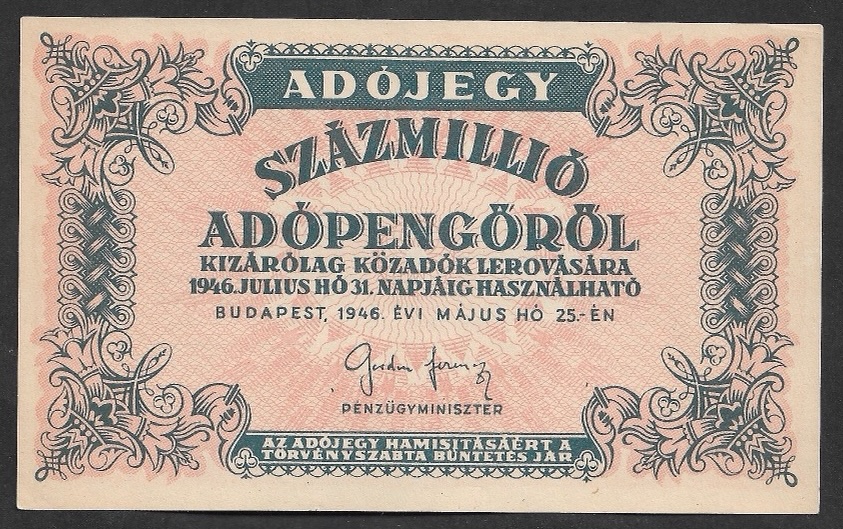 ADÓJEGY
SZÁZMILLIÓ
ADÓPENGŐRŐL
KIZÁRÓLAG KÖZADÓK LEROVÁSÁRA
1946. JULIUS HÓ 31. NAPJÁIG HASZNÁLHATÓ
BUDAPEST, 1946. ÉVI MÁJUS HÓ 25.-ÉN
Gordon Ferenc
PÉNZÜGYMINISZTER
AZ ADÓJEGY HAMISITÁSÁÉRT A
TÖRVÉNYSZABTA BÜNTETÉS JÁR